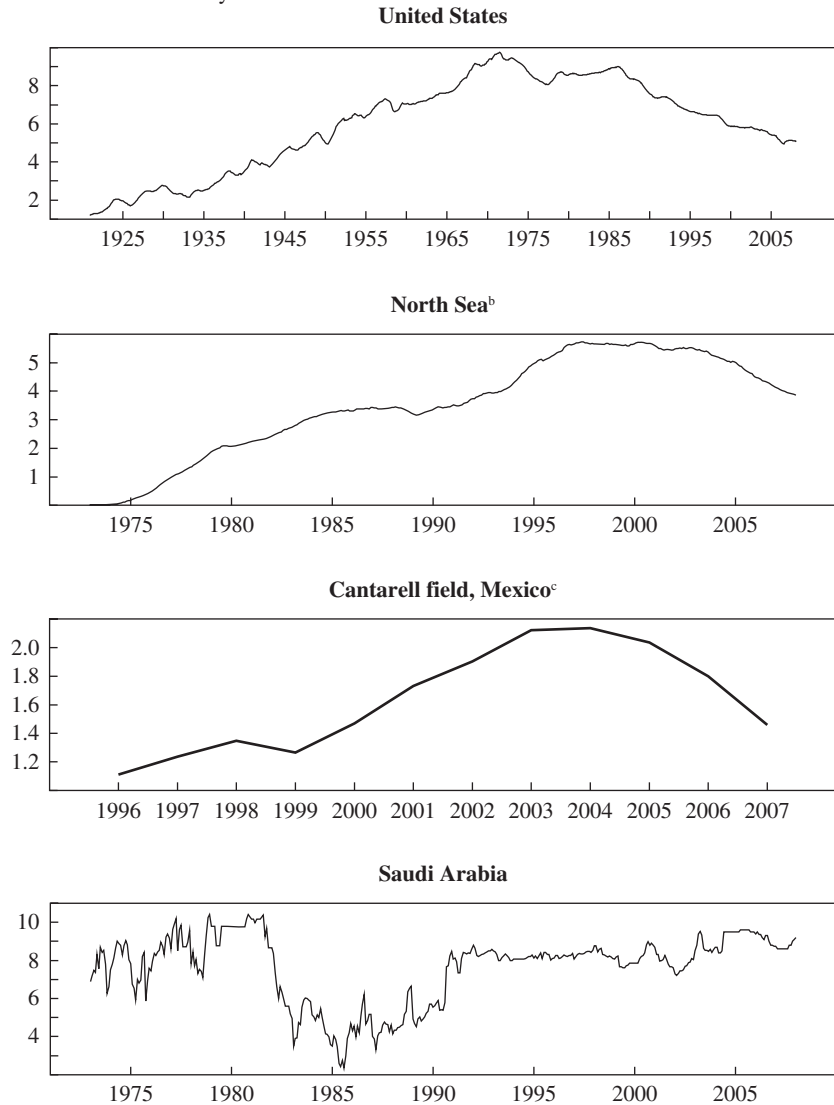 United States
8
6
4
2
1925 1935 1945 1955 1965 1975 1985 1995 2005
North Seaᵇ
5
4
3
2
1
1975 1980 1985 1990 1995 2000 2005
Cantarell field, Mexicoᶜ
2.0
1.8
1.6
1.4
1.2
1996 1997 1998 1999 2000 2001 2002 2003 2004 2005 2006 2007
Saudi Arabia
10
8
6
4
1975 1980 1985 1990 1995 2000 2005